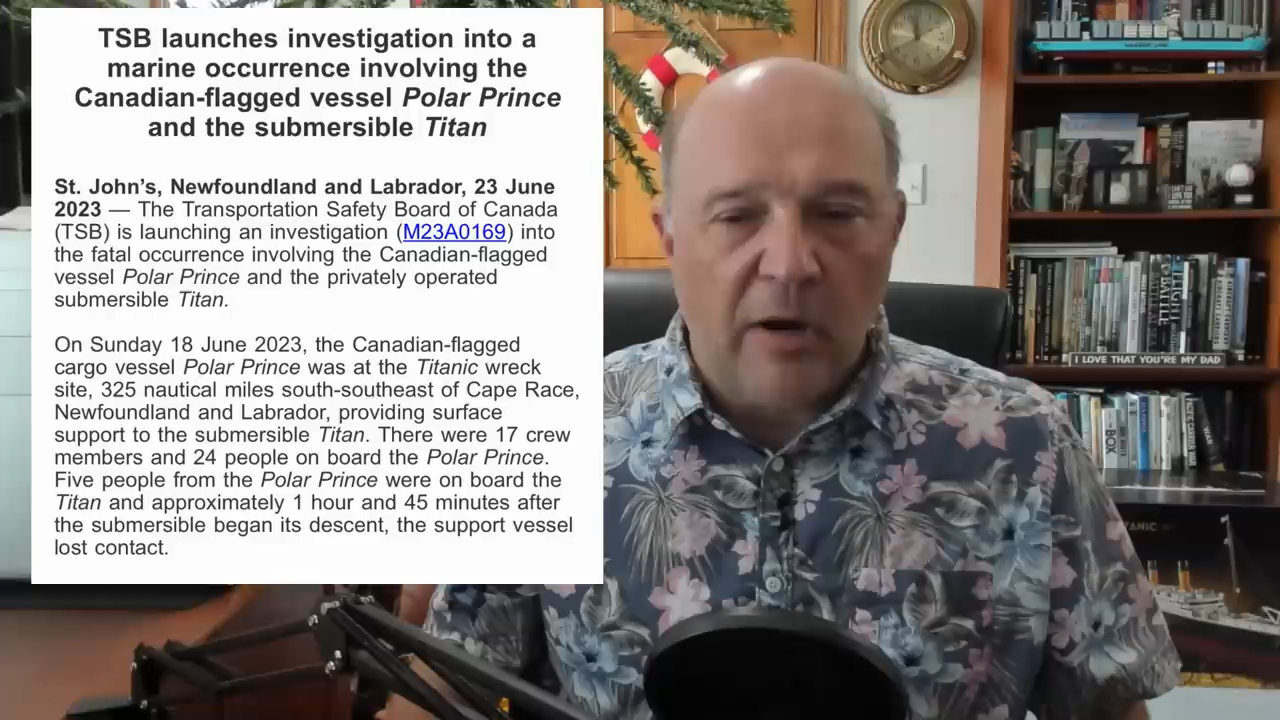 TSB launches investigation into a
marine occurrence involving the
Canadian-flagged vessel Polar Prince
and the submersible Titan
St. John’s, Newfoundland and Labrador, 23 June
2023 — The Transportation Safety Board of Canada
(TSB) is launching an investigation (M23A0169) into
the fatal occurrence involving the Canadian-flagged
vessel Polar Prince and the privately operated
submersible Titan.
On Sunday 18 June 2023, the Canadian-flagged
cargo vessel Polar Prince was at the Titanic wreck
site, 325 nautical miles south-southeast of Cape Race,
Newfoundland and Labrador, providing surface
support to the submersible Titan. There were 17 crew
members and 24 people on board the Polar Prince.
Five people from the Polar Prince were on board the
Titan and approximately 1 hour and 45 minutes after
the submersible began its descent, the support vessel
lost contact.
BATTLE
I LOVE THAT YOU'RE MY DAD
BOX
WAR